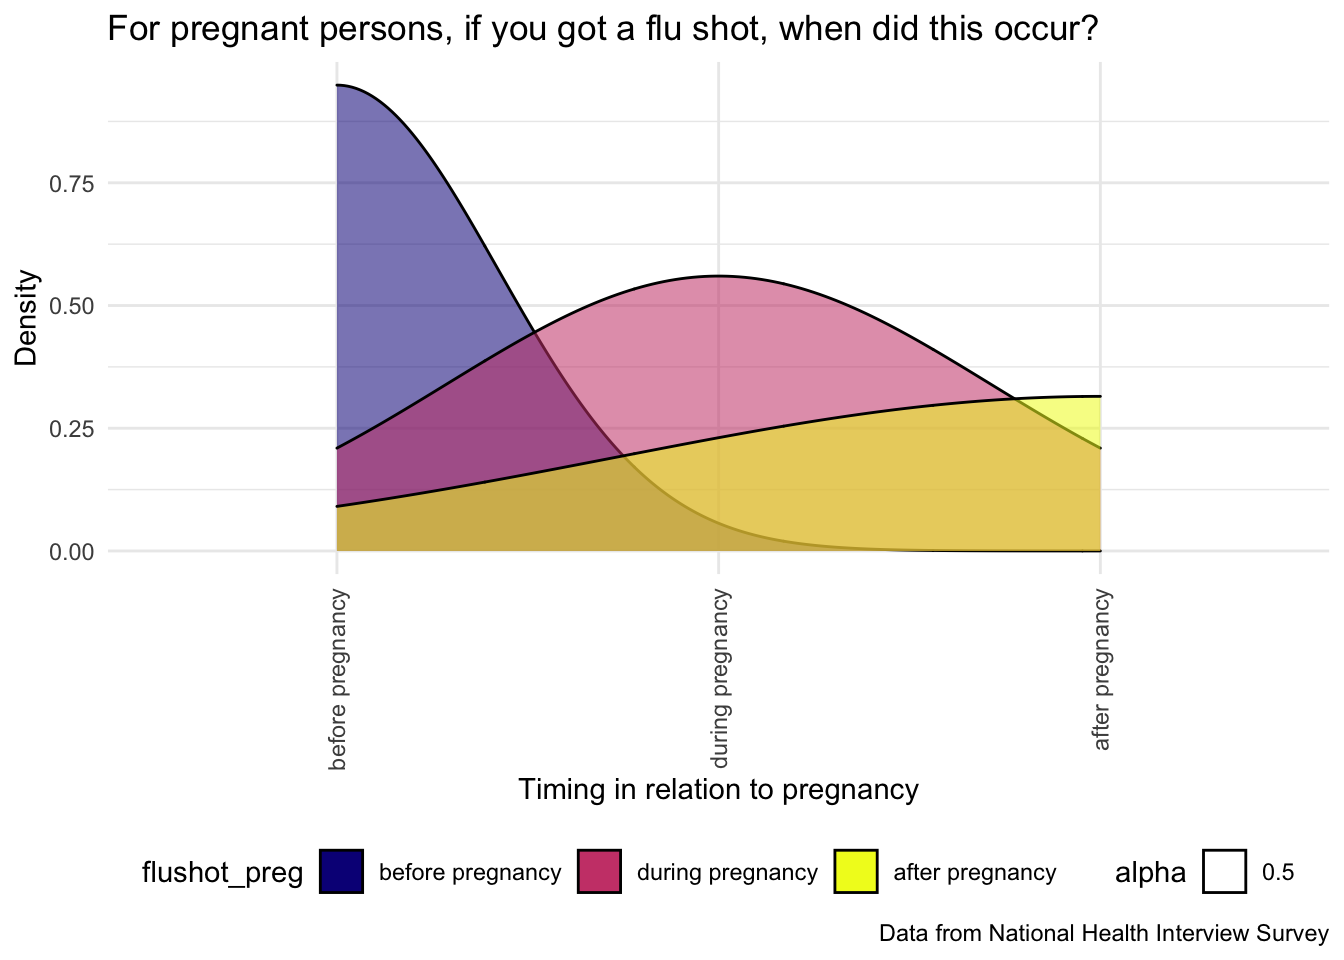 For pregnant persons, if you got a flu shot, when did this occur?
Density
0.75
0.50
0.25
0.00
before pregnancy
during pregnancy
after pregnancy
Timing in relation to pregnancy
flushot_preg before pregnancy during pregnancy after pregnancy alpha 0.5
Data from National Health Interview Survey